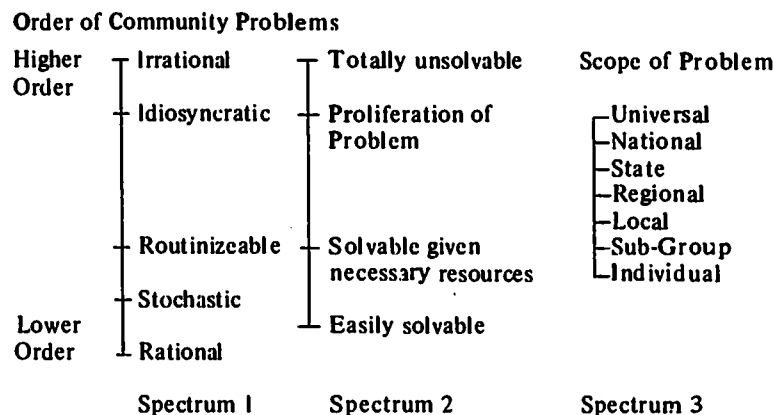 Order of Community Problems
Higher
Order
Irrational
Idiosyncratic
Routinizeable
Stochastic
Lower
Order
Rational
Spectrum 1
Totally unsolvable
Proliferation of
Problem
Solvable given
necessary resources
Easily solvable
Spectrum 2
Scope of Problem
Universal
National
State
Regional
Local
Sub-Group
Individual
Spectrum 3